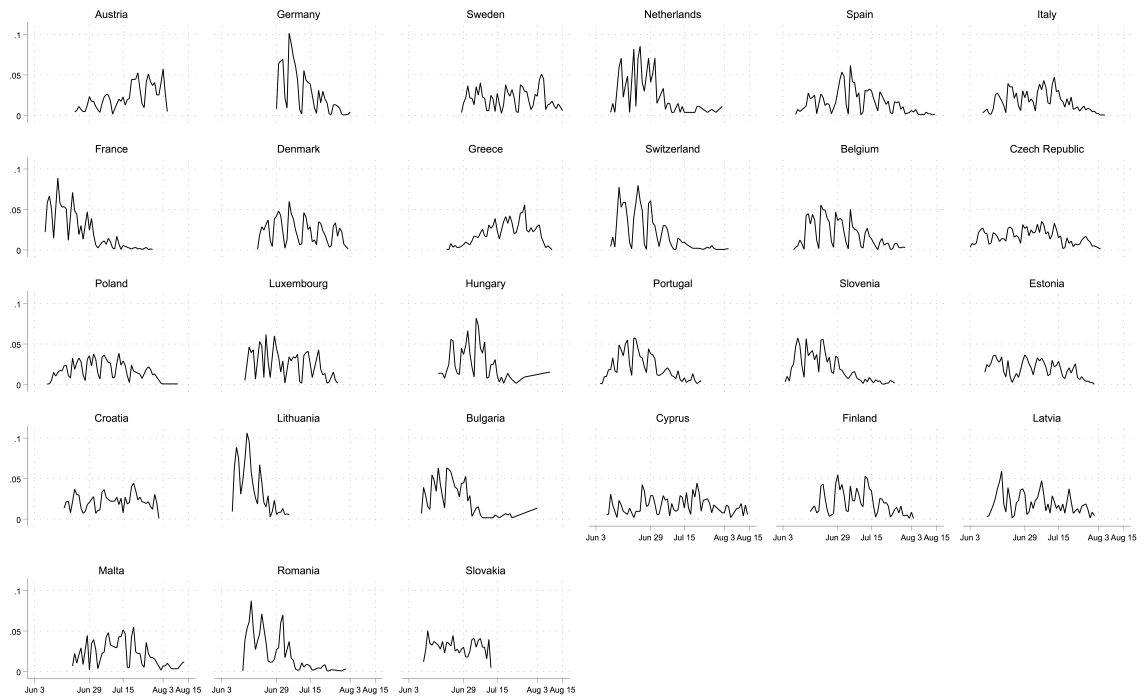 Austria Germany Sweden Netherlands Spain Italy
.1
.05
0
France Denmark Greece Switzerland Belgium Czech Republic
.1
.05
0
Poland Luxembourg Hungary Portugal Slovenia Estonia
.1
.05
0
Croatia Lithuania Bulgaria Cyprus Finland Latvia
.1
.05
0
Jun 3 Jun 29 Jul 15 Aug 3 Aug 15 Jun 3 Jun 29 Jul 15 Aug 3 Aug 15 Jun 3 Jun 29 Jul 15 Aug 3 Aug 15
Malta Romania Slovakia
.1
.05
0
Jun 3 Jun 29 Jul 15 Aug 3 Aug 15 Jun 3 Jun 29 Jul 15 Aug 3 Aug 15 Jun 3 Jun 29 Jul 15 Aug 3 Aug 15